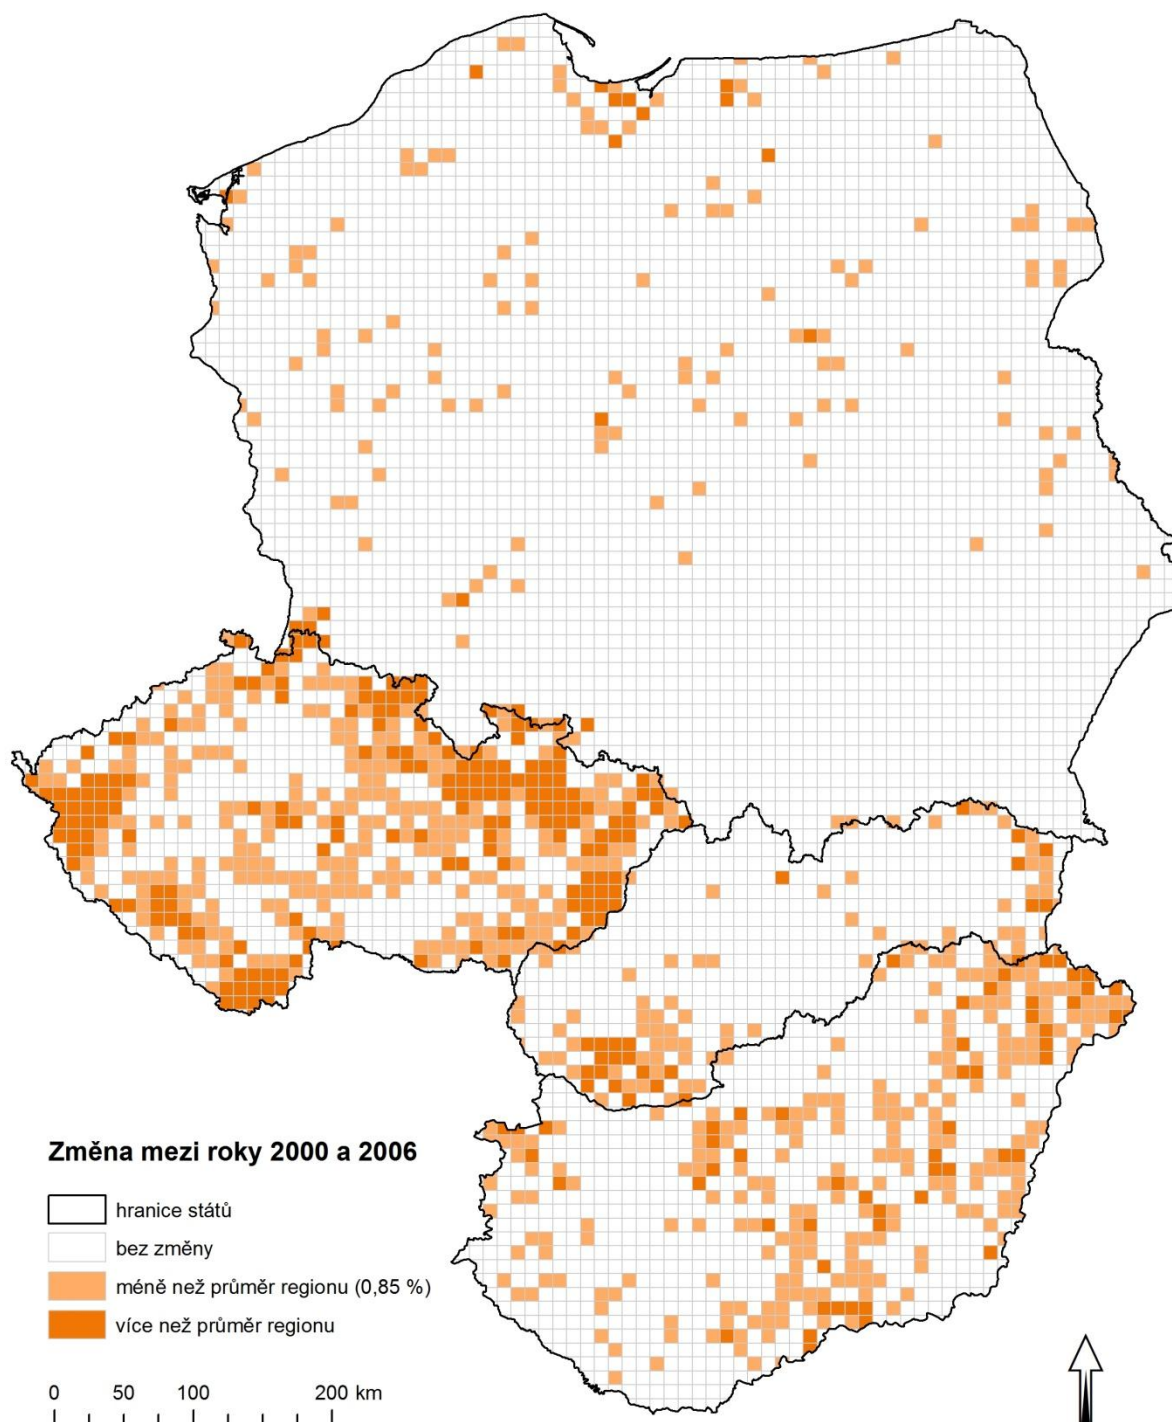 Změna mezi roky 2000 a 2006
hranice států
bez změny
méně než průměr regionu (0,85 %)
více než průměr regionu
0 50 100 200 km